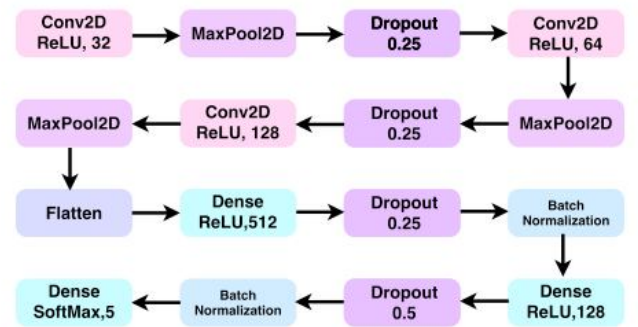 Conv2D
ReLU, 32
MaxPool2D
Dropout
0.25
Conv2D
ReLU, 64
MaxPool2D
Conv2D
ReLU, 128
Dropout
0.25
MaxPool2D
Flatten
Dense
ReLU,512
Dropout
0.25
Batch
Normalization
Dense
SoftMax,5
Batch
Normalization
Dropout
0.5
Dense
ReLU,128